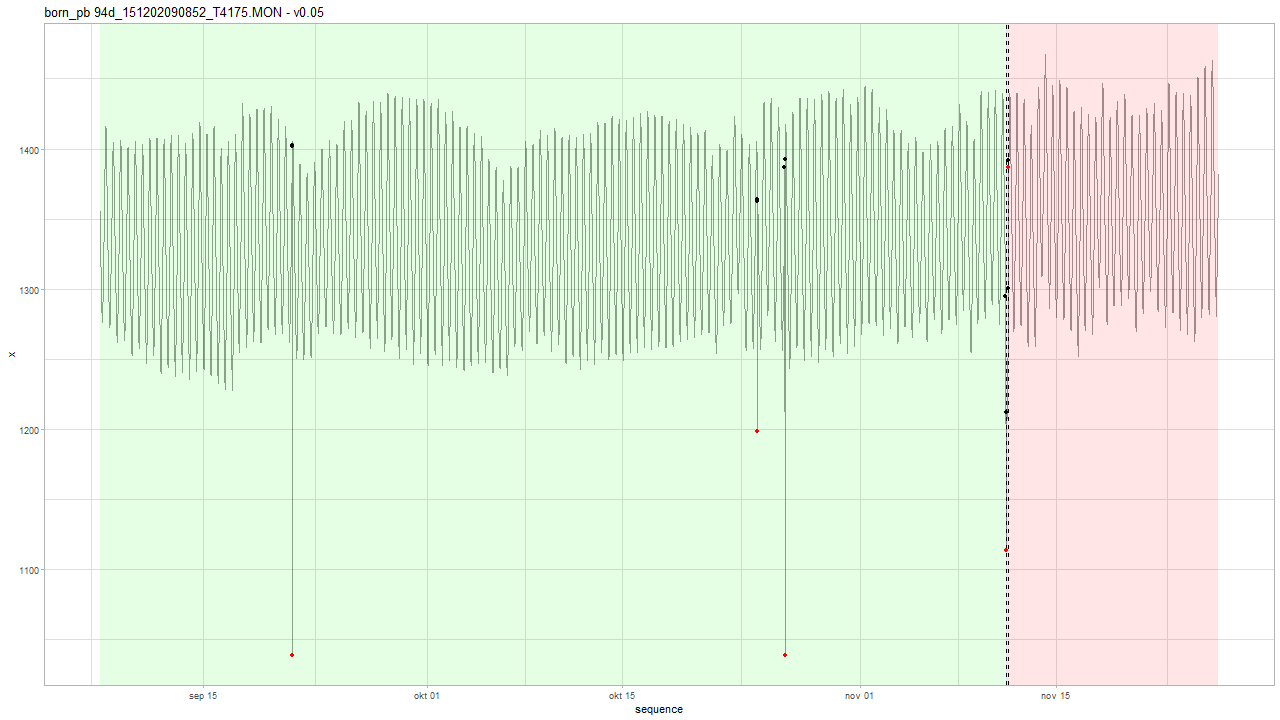 born_pb 94d_151202090852_T4175.MON - v0.05
1400
1300
1200
1100
x
sep 15
okt 01
okt 15
nov 01
nov 15
sequence